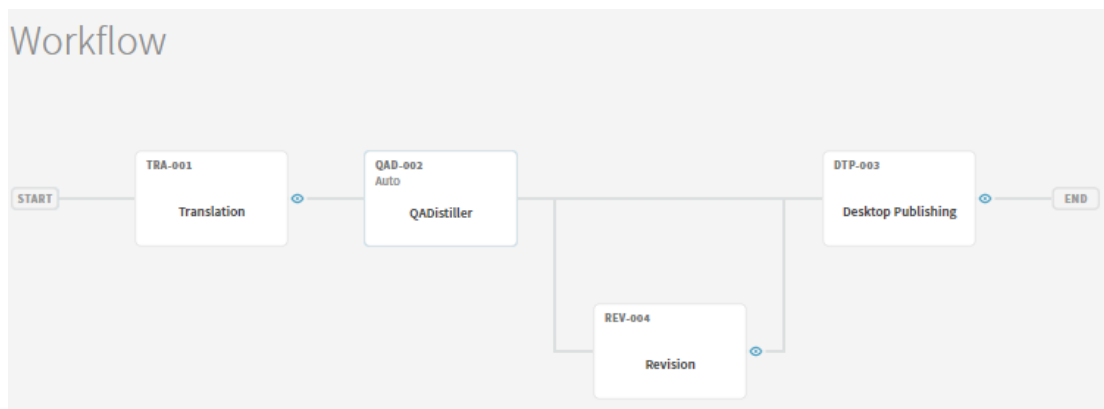 Workflow
START
TRA-001
Translation
QAD-002
Auto
QADistiller
REV-004
Revision
DTP-003
Desktop Publishing
END